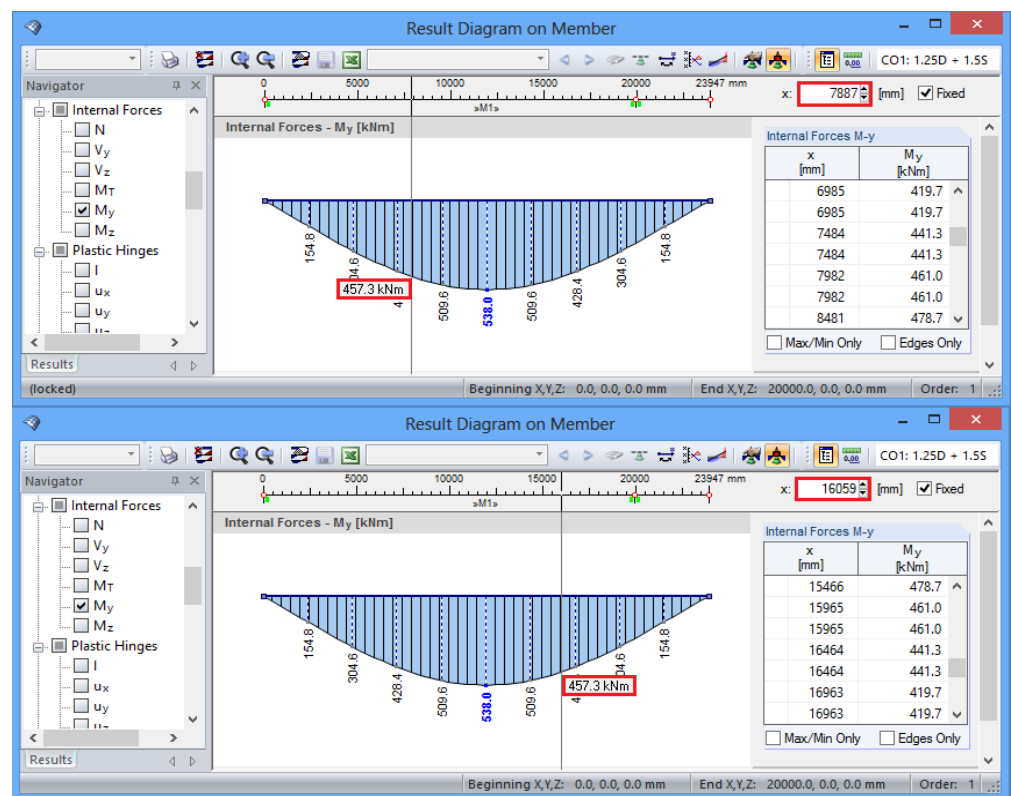 Result Diagram on Member
CO1: 1.25D + 1.5S
Navigator
Internal Forces
N
Vy
Vz
MT
My
Mz
Plastic Hinges
I
ux
uy
uz
Results
0 5000 10000 15000 20000 23947 mm
»M1»
x: 7887 [mm] Fixed
Internal Forces - My [kNm]
154.8
304.6
4
457.3 kNm
509.6
538.0
509.6
428.4
304.6
154.8
Internal Forces M-y
x My
[mm] [kNm]
6985 419.7
6985 419.7
7484 441.3
7484 441.3
7982 461.0
7982 461.0
8481 478.7
Max/Min Only Edges Only
(locked) Beginning X,Y,Z: 0.0, 0.0, 0.0 mm End X,Y,Z: 20000.0, 0.0, 0.0 mm Order: 1
Result Diagram on Member
CO1: 1.25D + 1.5S
Navigator
Internal Forces
N
Vy
Vz
MT
My
Mz
Plastic Hinges
I
ux
uy
uz
Results
0 5000 10000 15000 20000 23947 mm
»M1»
x: 16059 [mm] Fixed
Internal Forces - My [kNm]
154.8
304.6
428.4
509.6
538.0
509.6
457.3 kNm
4
04.6
154.8
Internal Forces M-y
x My
[mm] [kNm]
15466 478.7
15965 461.0
15965 461.0
16464 441.3
16464 441.3
16963 419.7
16963 419.7
Max/Min Only Edges Only
Beginning X,Y,Z: 0.0, 0.0, 0.0 mm End X,Y,Z: 20000.0, 0.0, 0.0 mm Order: 1